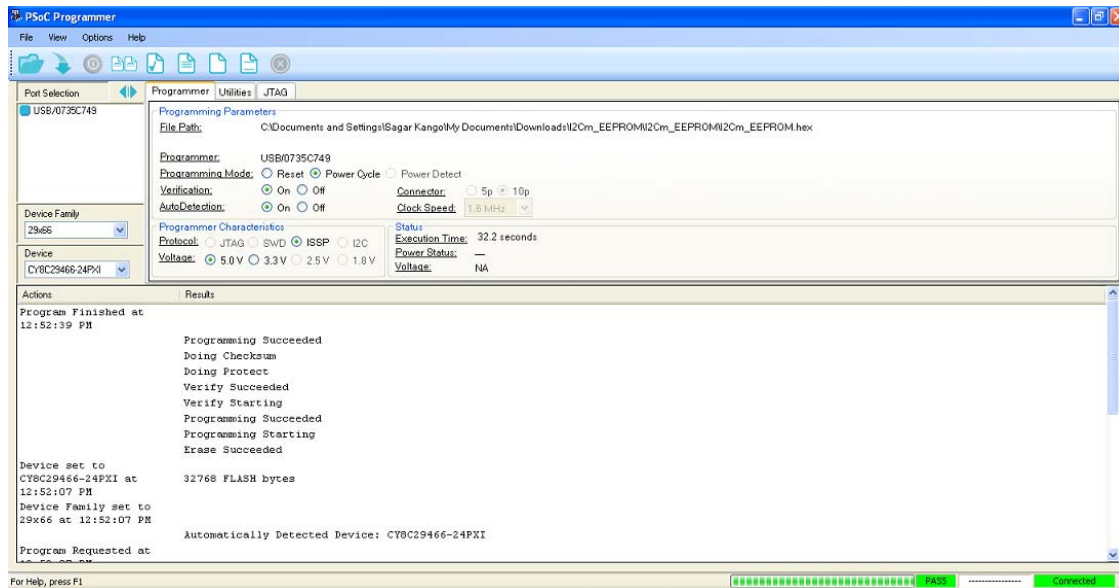 PSoC Programmer
File View Options Help
Port Selection
USB/0735C749
Device Family
29x66
Device
CY8C29466-24PXI
Programmer Utilities JTAG
Programming Parameters
File Path: C:\Documents and Settings\Sagar Kango\My Documents\Downloads\I2Cm_EEPROM\I2Cm_EEPROM\I2Cm_EEPROM.hex
Programmer: USB/0735C749
Programming Mode: Reset Power Cycle Power Detect
Verification: On Off Connector: 5p 10p
AutoDetection: On Off Clock Speed: 1.6 MHz
Programmer Characteristics
Protocol: JTAG SWD ISSP I2C
Voltage: 5.0 V 3.3 V 2.5 V 1.8 V
Status
Execution Time: 32.2 seconds
Power Status: —
Voltage: NA
Actions Results
Program Finished at
12:52:39 PM
Programming Succeeded
Doing Checksum
Doing Protect
Verify Succeeded
Verify Starting
Programming Succeeded
Programming Starting
Erase Succeeded
Device set to
CY8C29466-24PXI at 32768 FLASH bytes
12:52:07 PM
Device Family set to
29x66 at 12:52:07 PM
Automatically Detected Device: CY8C29466-24PXI
Program Requested at
For Help, press F1
PASS
Connected